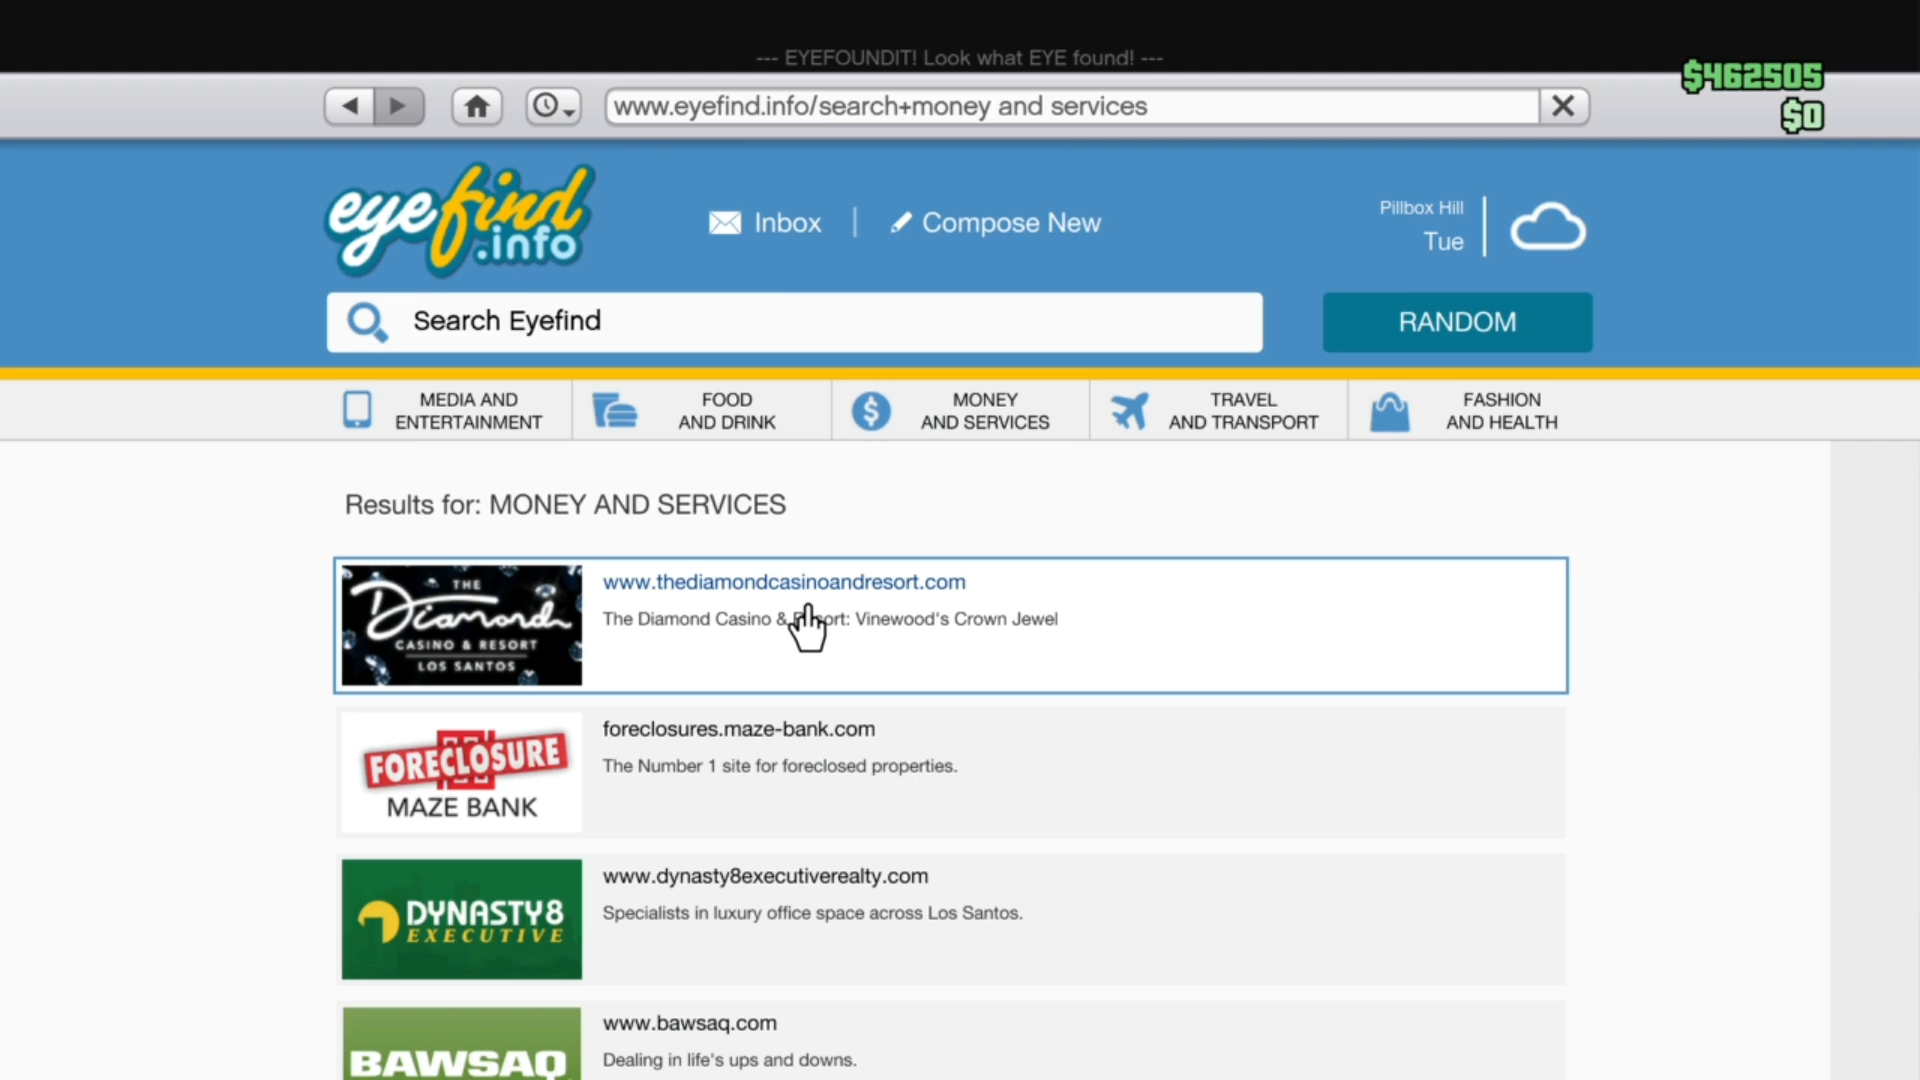 --- EYEFOUNDIT! Look what EYE found! ---
$462505
www.eyefind.info/search+money and services
$0
eyefind
.info
Inbox
Compose New
Pillbox Hill
Tue
Search Eyefind
RANDOM
MEDIA AND
ENTERTAINMENT
FOOD
AND DRINK
MONEY
AND SERVICES
TRAVEL
AND TRANSPORT
FASHION
AND HEALTH
Results for: MONEY AND SERVICES
THE
Diamond
CASINO & RESORT
LOS SANTOS
www.thediamondcasinoandresort.com
The Diamond Casino & Resort: Vinewood's Crown Jewel
FORECLOSURE
MAZE BANK
foreclosures.maze-bank.com
The Number 1 site for foreclosed properties.
DYNASTY8
EXECUTIVE
www.dynasty8executiverealty.com
Specialists in luxury office space across Los Santos.
BAWSAQ
www.bawsaq.com
Dealing in life's ups and downs.